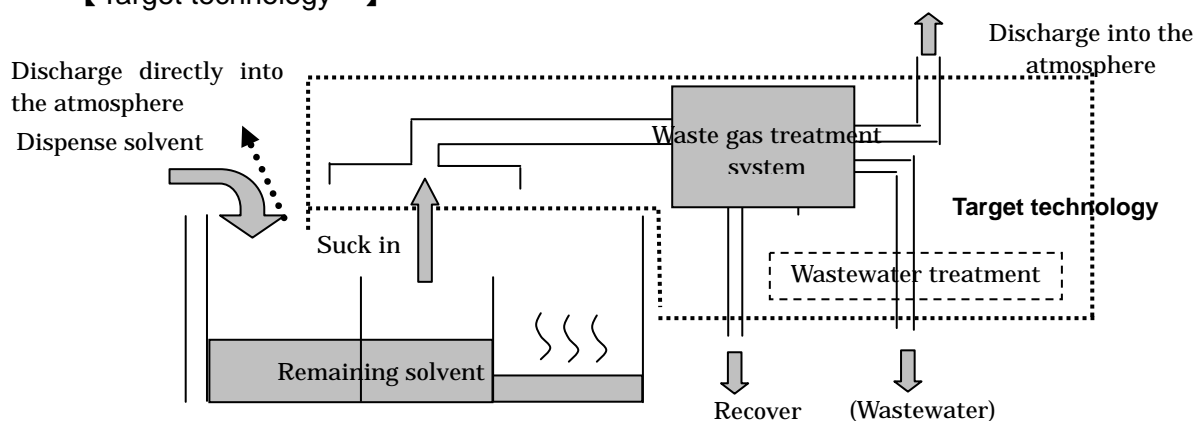 【 Target technology 】
Discharge into the
atmosphere
Discharge directly into
the atmosphere
Dispense solvent
Waste gas treatment
system
Target technology
Suck in
Wastewater treatment
Remaining solvent
Recover
(Wastewater)